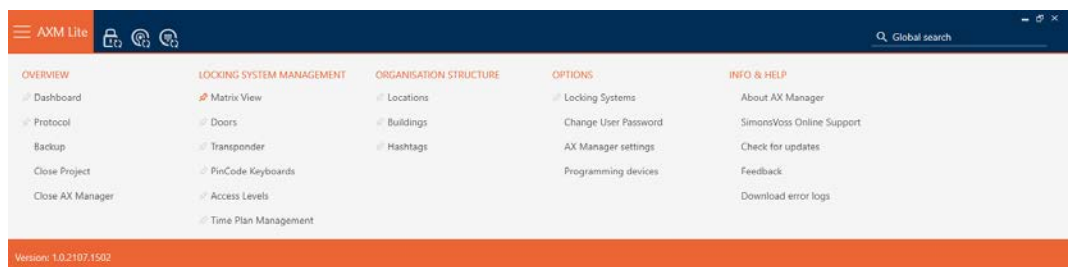 AXM Lite
Global search
OVERVIEW
Dashboard
Protocol
Backup
Close Project
Close AX Manager
LOCKING SYSTEM MANAGEMENT
Matrix View
Doors
Transponder
PinCode Keyboards
Access Levels
Time Plan Management
ORGANISATION STRUCTURE
Locations
Buildings
Hashtags
OPTIONS
Locking Systems
Change User Password
AX Manager settings
Programming devices
INFO & HELP
About AX Manager
SimonsVoss Online Support
Check for updates
Feedback
Download error logs
Version: 1.0.2107.1502